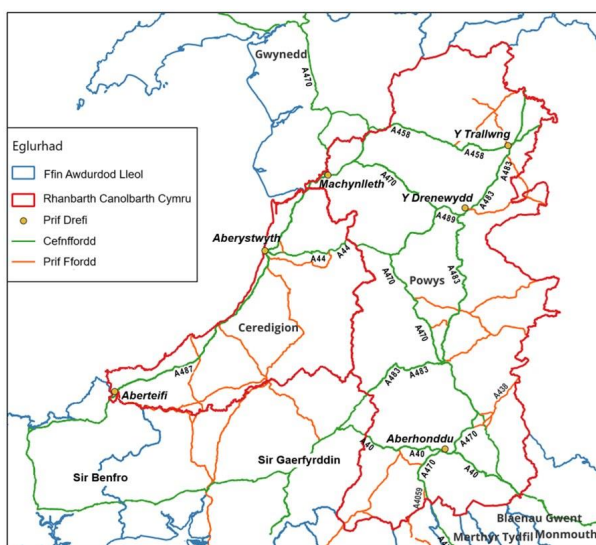 Gwynedd
A470
A458
Y Trallwng
A458
A483
Machynlleth
A470
Y Drenewydd
A483
A489
Eglurhad
Ffin Awdurdod Lleol
Rhanbarth Canolbarth Cymru
Prif Drefi
Cefnffordd
Prif Ffordd
Aberystwyth
A44
A44
A470
Powys
A483
Ceredigion
A470
A487
Aberteifi
A483
A483
A438
Aberhonddu
A470
A40
A40
A470
A40
Sir Benfro
Sir Gaerfyrddin
A4059
Blaenau Gwent
Merthyr Tydfil
Monmouth